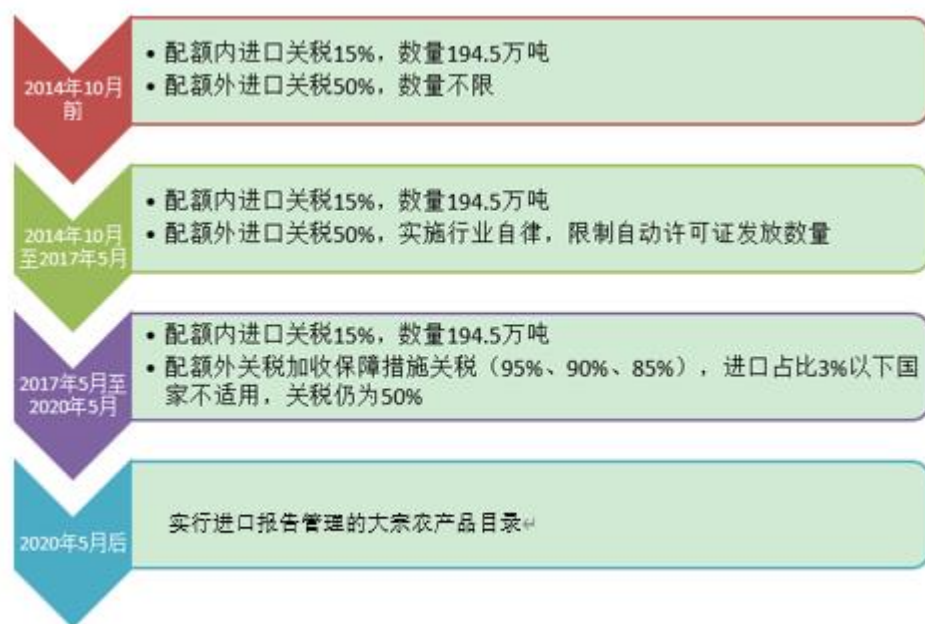 2014年10月
前
• 配额内进口关税15%，数量194.5万吨
• 配额外进口关税50%，数量不限
2014年10月
至2017年5月
• 配额内进口关税15%，数量194.5万吨
• 配额外进口关税50%，实施行业自律，限制自动许可证发放数量
2017年5月至
2020年5月
• 配额内进口关税15%，数量194.5万吨
• 配额外关税加收保障措施关税（95%、90%、85%），进口占比3%以下国
家不适用，关税仍为50%
2020年5月后
实行进口报告管理的大宗农产品目录↵